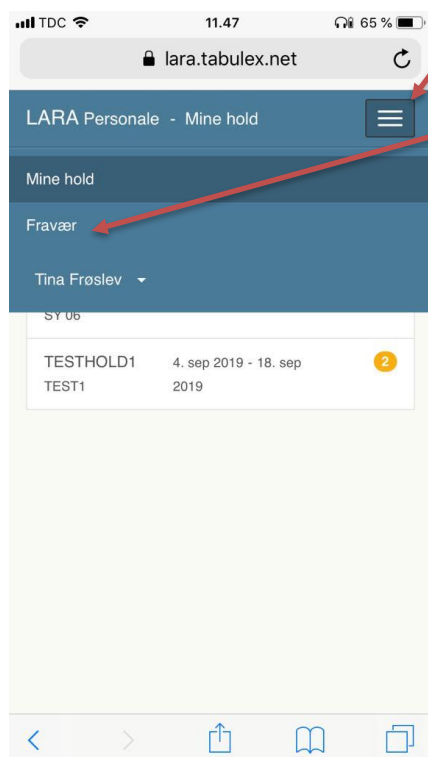 TDC 11.47 65 %
lara.tabulex.net
LARA Personale - Mine hold
Mine hold
Fravær
Tina Frøslev
SY 06
TESTHOLD1 4. sep 2019 - 18. sep 2
TEST1 2019